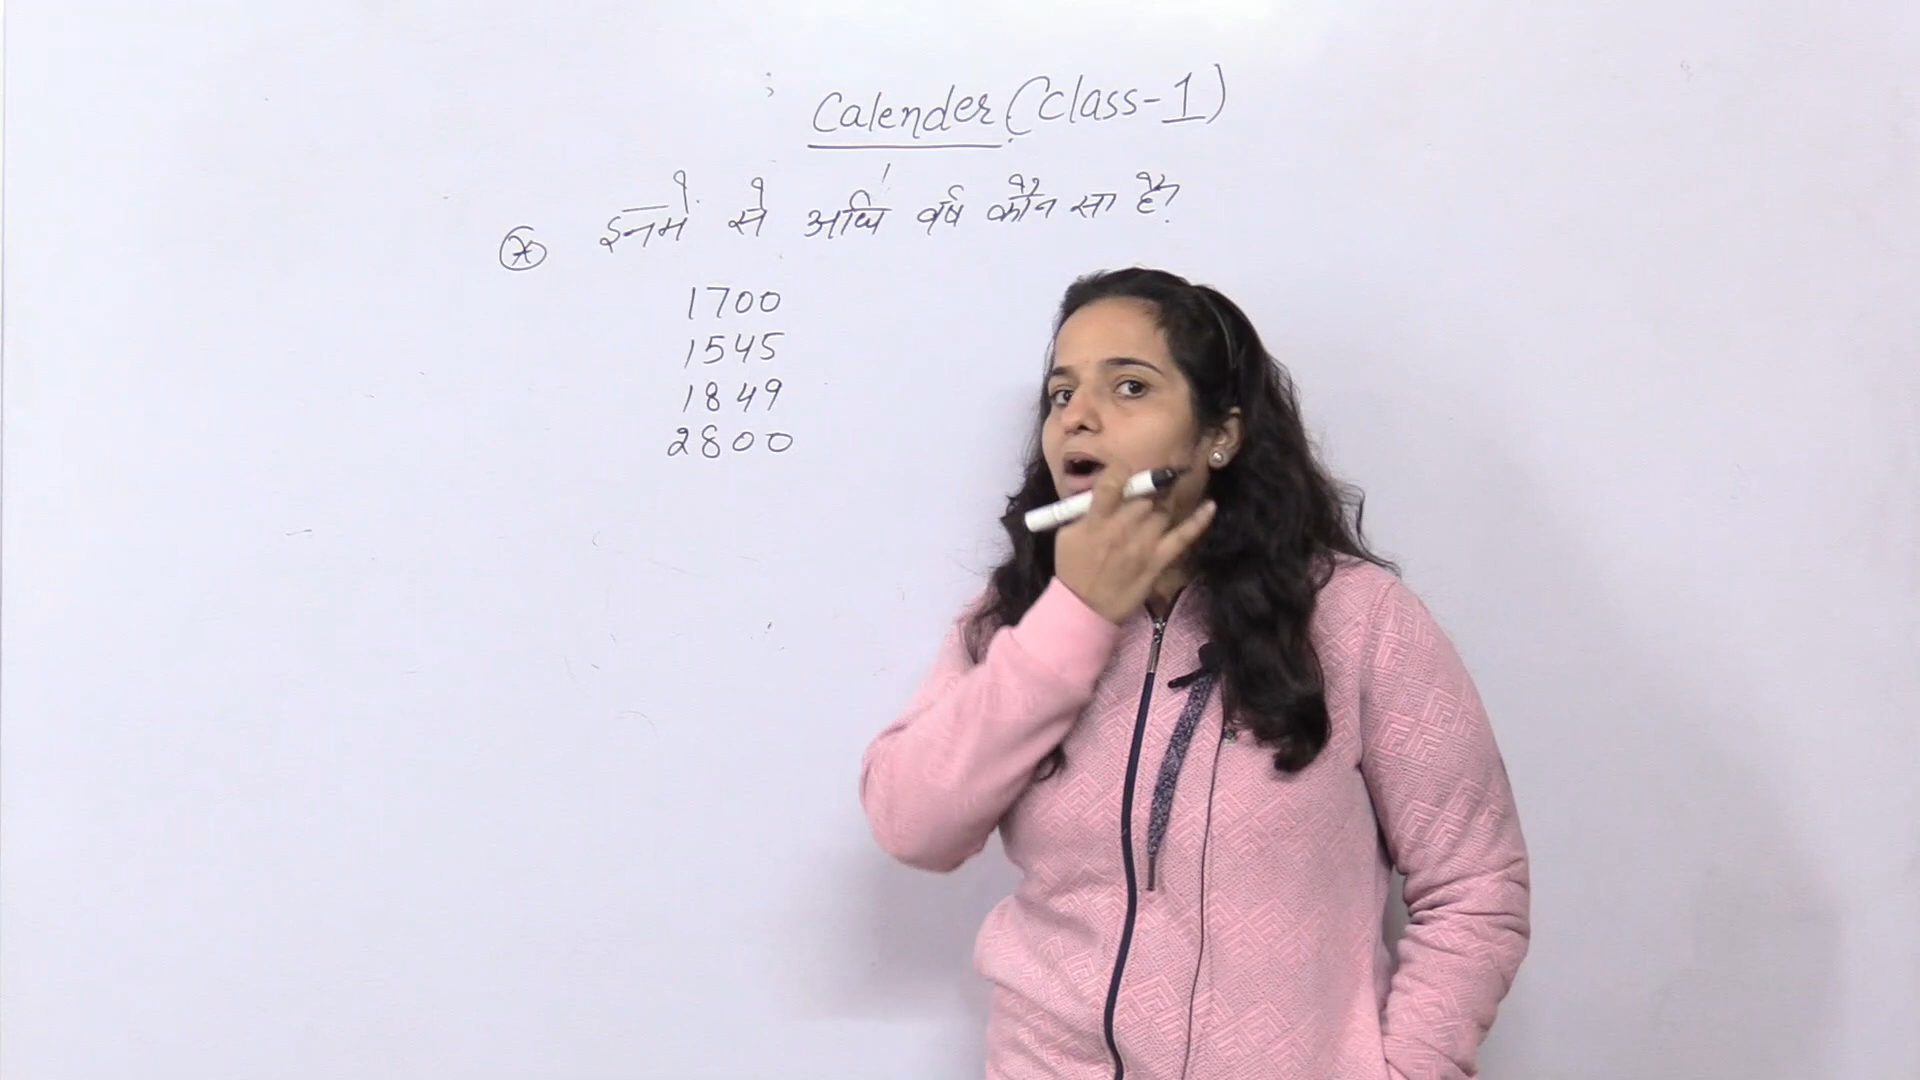 Calender (Class-1)
इनमें से अधि वर्ष कौन सा है?
1700
1545
1849
2800